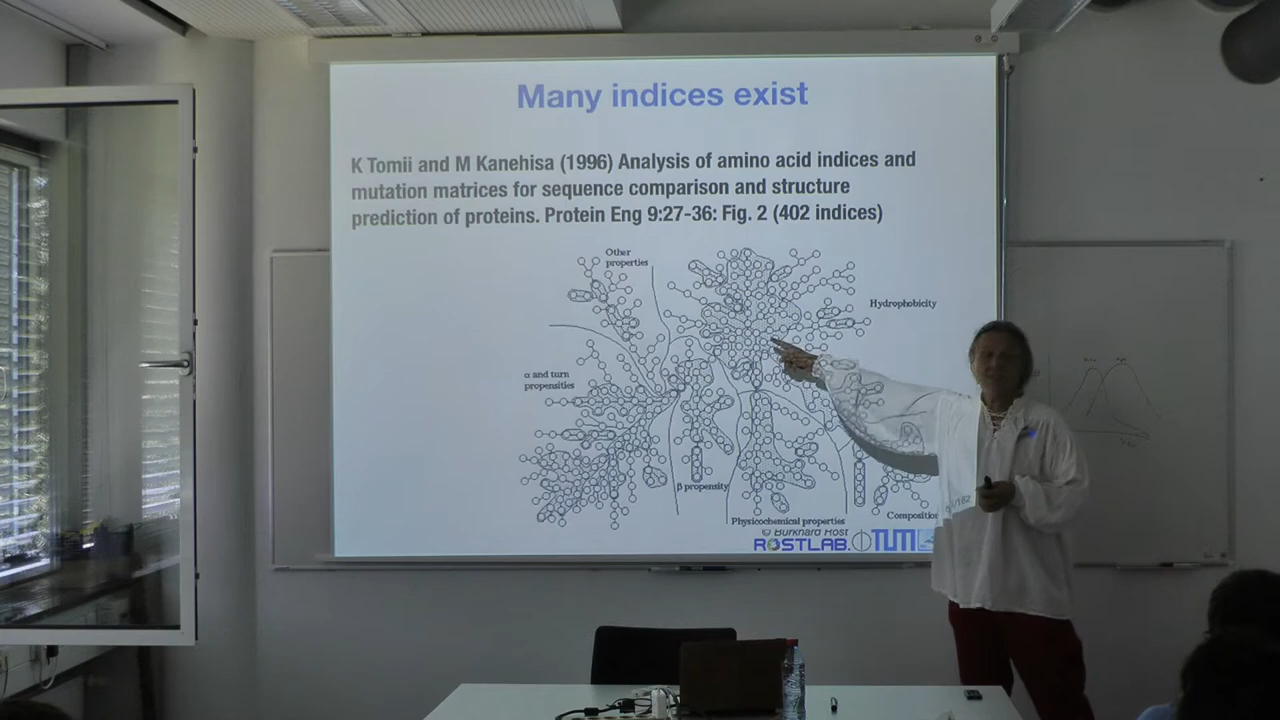 Many indices exist
K Tomii and M Kanehisa (1996) Analysis of amino acid indices and
mutation matrices for sequence comparison and structure
prediction of proteins. Protein Eng 9:27-36: Fig. 2 (402 indices)
Other
properties
Hydrophobicity
α and turn
propensities
β propensity
Physicochemical properties
Composition
© Burkhard Rost
ROSTLAB.
TUM
/162